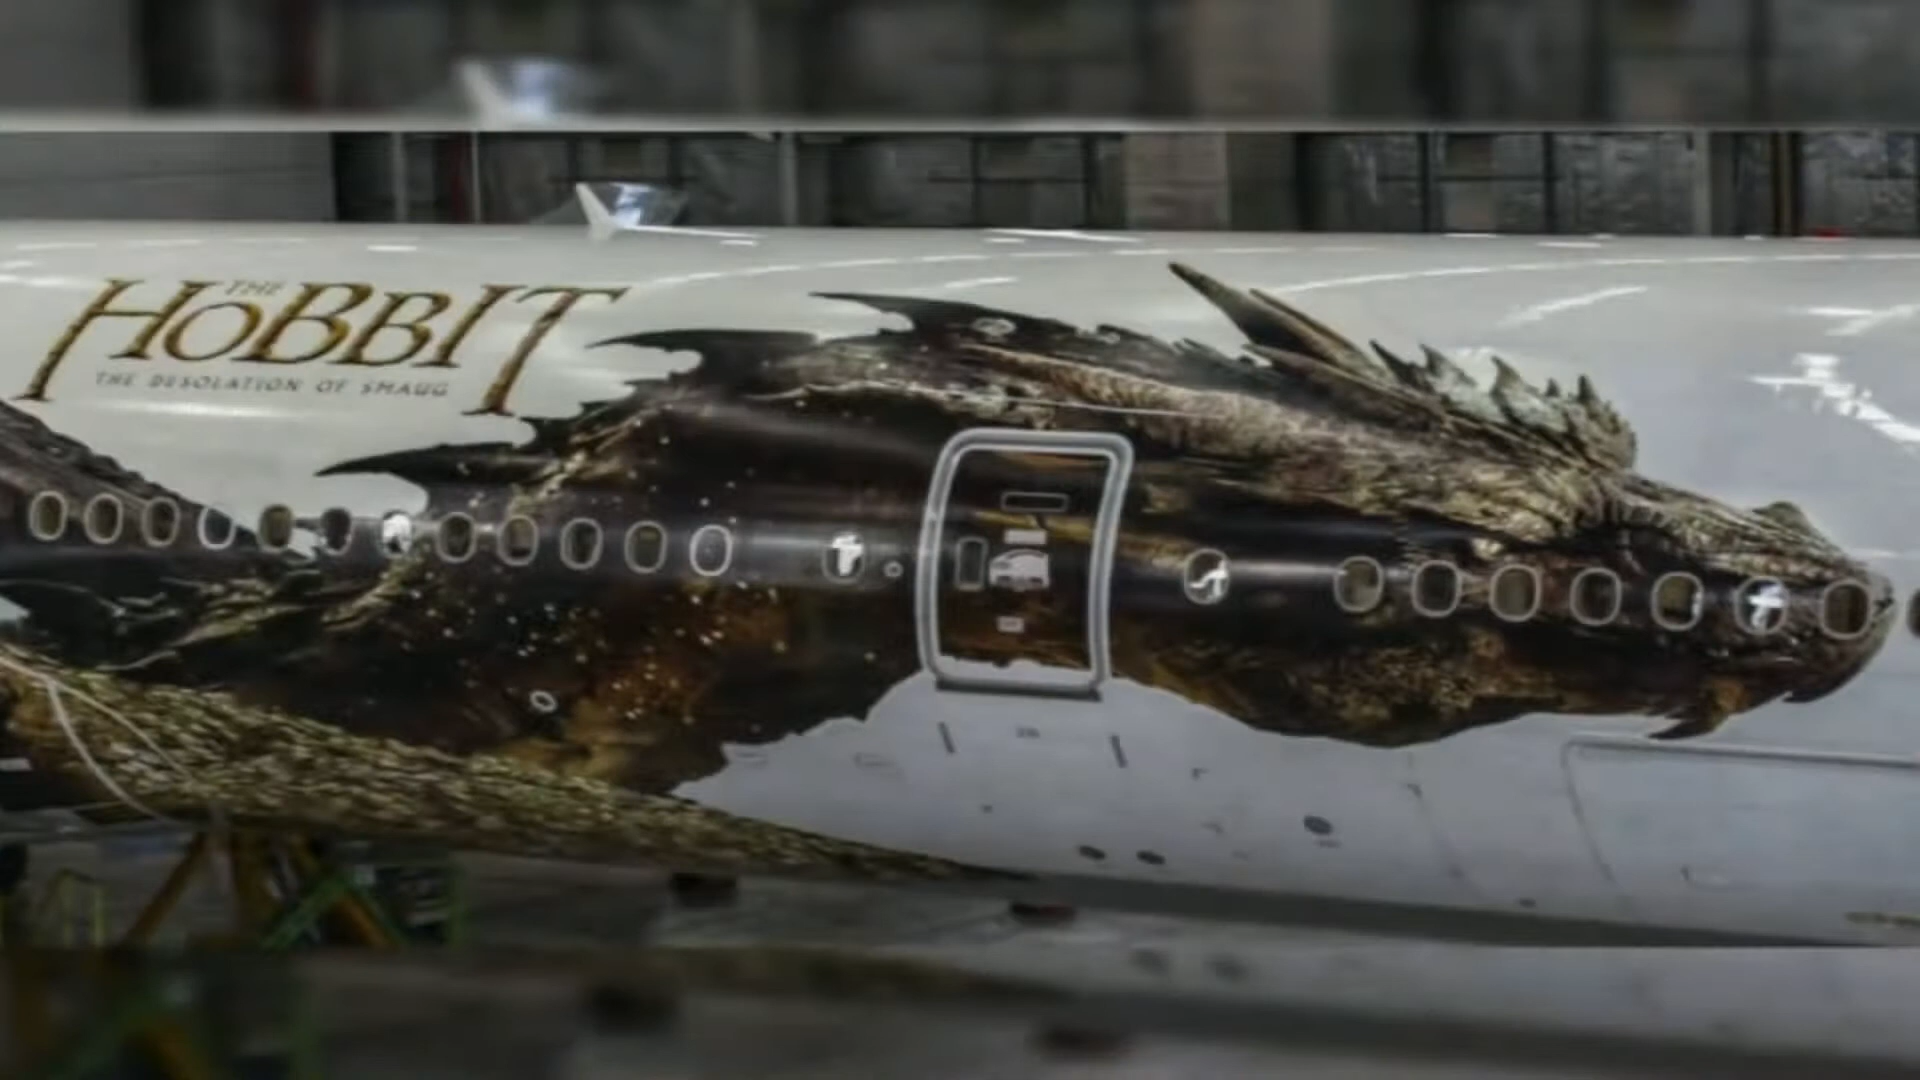 THE
HOBBIT
THE DESOLATION OF SMAUG